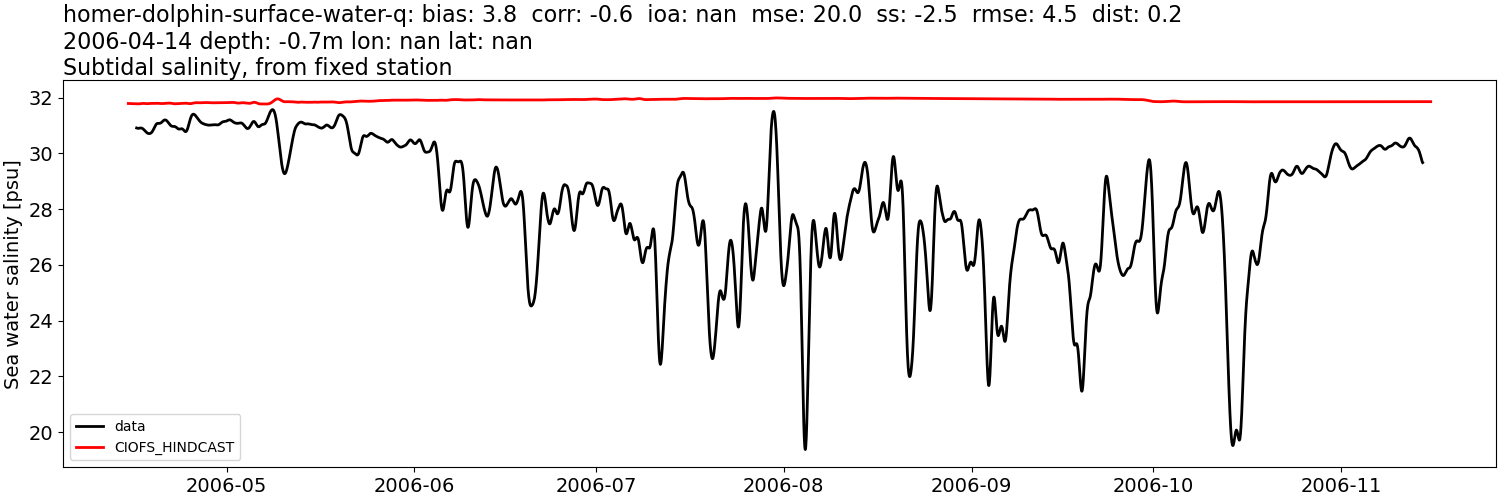 homer-dolphin-surface-water-q: bias: 3.8 corr: -0.6 ioa: nan mse: 20.0 ss: -2.5 rmse: 4.5 dist: 0.2
2006-04-14 depth: -0.7m lon: nan lat: nan
Subtidal salinity, from fixed station
Sea water salinity [psu]
32
30
28
26
24
22
20
data
CIOFS_HINDCAST
2006-05 2006-06 2006-07 2006-08 2006-09 2006-10 2006-11